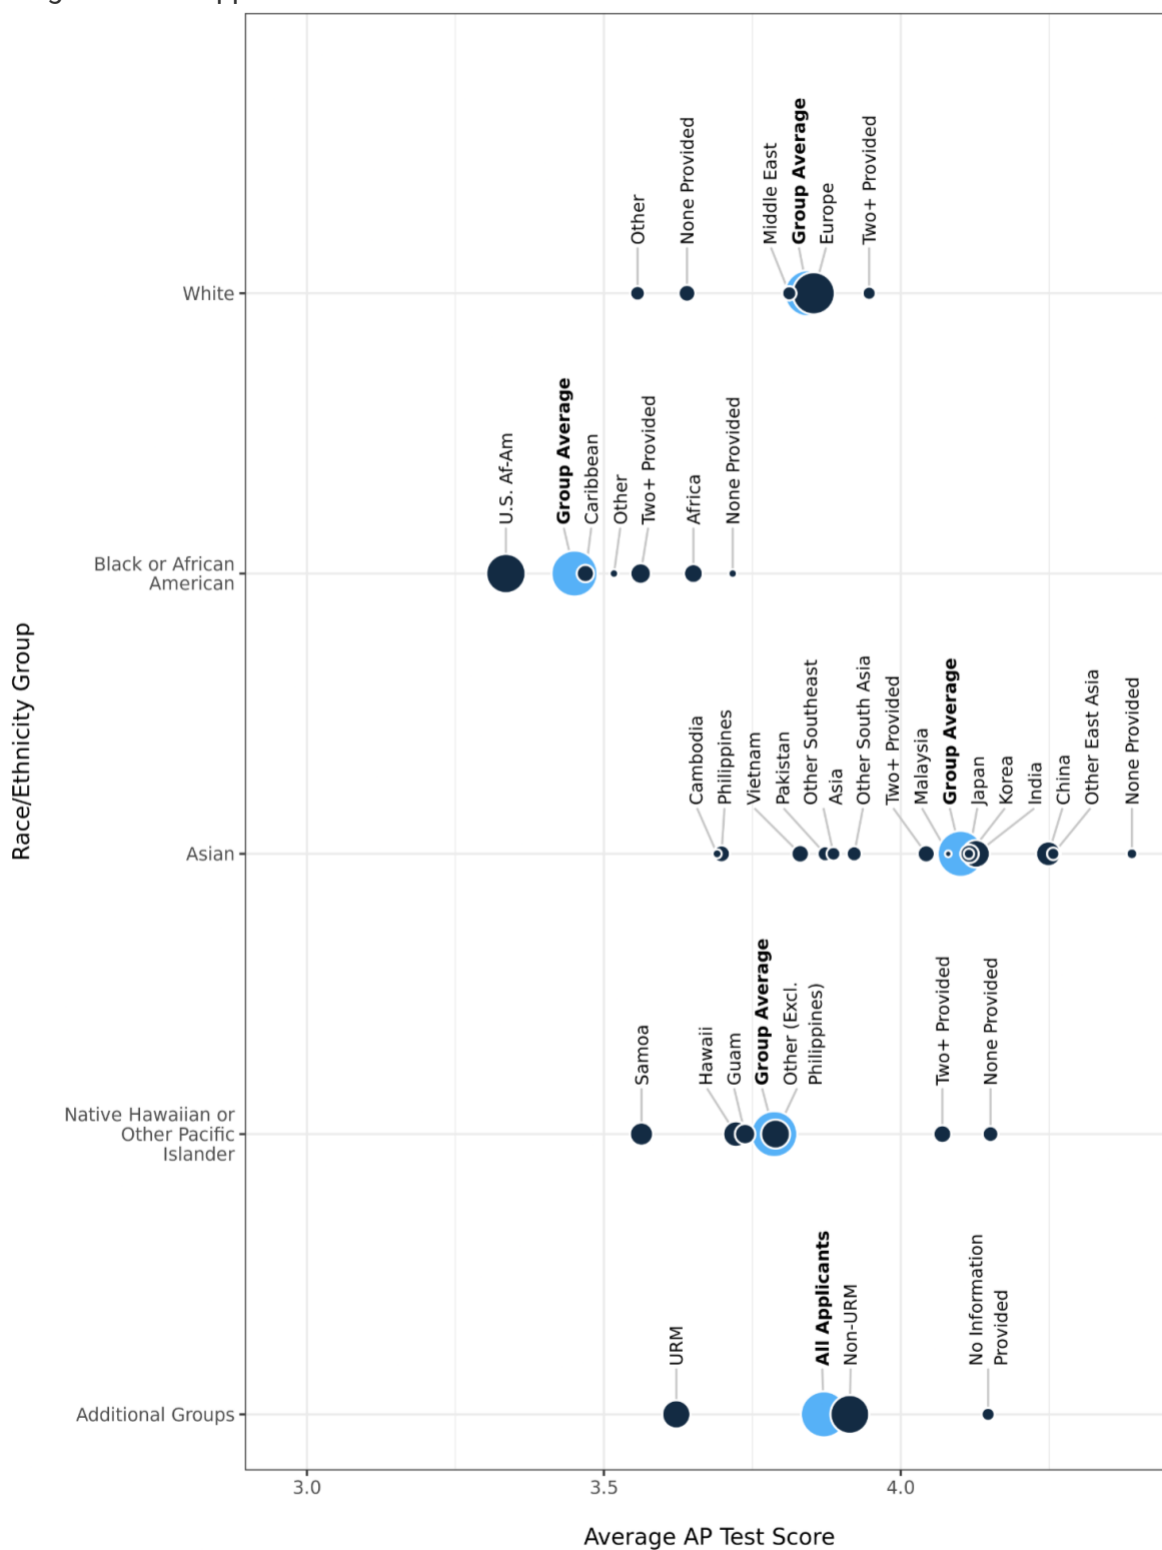 Other
None Provided
Middle East
Group Average
Europe
Two+ Provided
White
U.S. Af-Am
Group Average
Caribbean
Other
Two+ Provided
Africa
None Provided
Black or African
American
Race/Ethnicity Group
Cambodia
Philippines
Vietnam
Pakistan
Other Southeast
Asia
Other South Asia
Two+ Provided
Malaysia
Group Average
Japan
Korea
India
China
Other East Asia
None Provided
Asian
Samoa
Hawaii
Guam
Group Average
Other (Excl.
Philippines)
Two+ Provided
None Provided
Native Hawaiian or
Other Pacific
Islander
URM
All Applicants
Non-URM
No Information
Provided
Additional Groups
3.0
3.5
4.0
Average AP Test Score